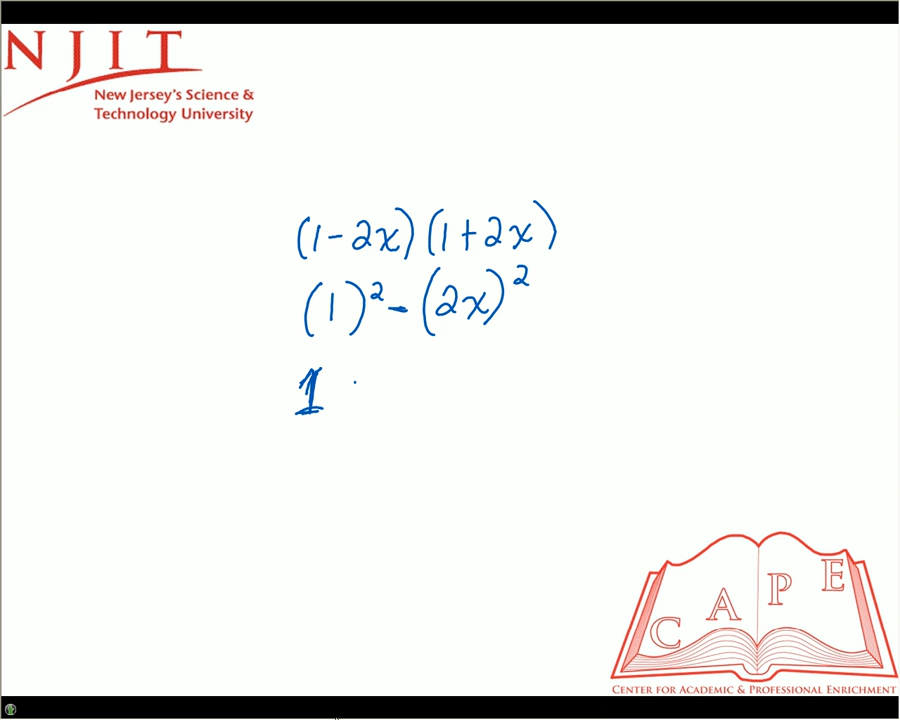 NJIT
New Jersey's Science &
Technology University
(1-2x)(1+2x)
(1)² - (2x)²
1
C A P E
CENTER FOR ACADEMIC & PROFESSIONAL ENRICHMENT